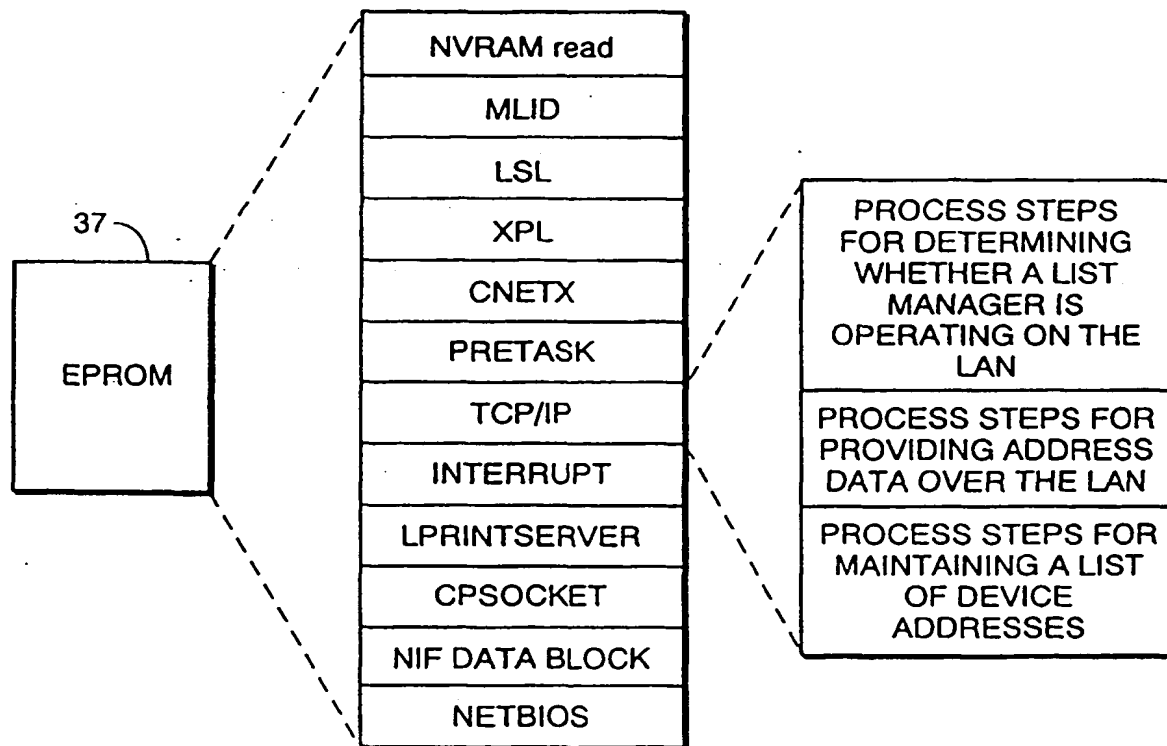 37
EPROM
NVRAM read
MLID
LSL
XPL
CNETX
PRETASK
TCP/IP
INTERRUPT
LPRINTSERVER
CPSOCKET
NIF DATA BLOCK
NETBIOS
PROCESS STEPS
FOR DETERMINING
WHETHER A LIST
MANAGER IS
OPERATING ON THE
LAN
PROCESS STEPS FOR
PROVIDING ADDRESS
DATA OVER THE LAN
PROCESS STEPS FOR
MAINTAINING A LIST
OF DEVICE
ADDRESSES